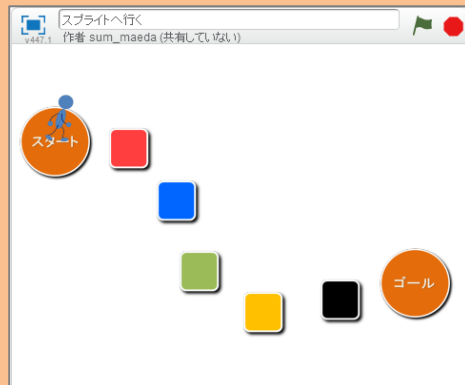 スプライトへ行く
v447.1
作者 sum_maeda (共有していない)
スタート
ゴール